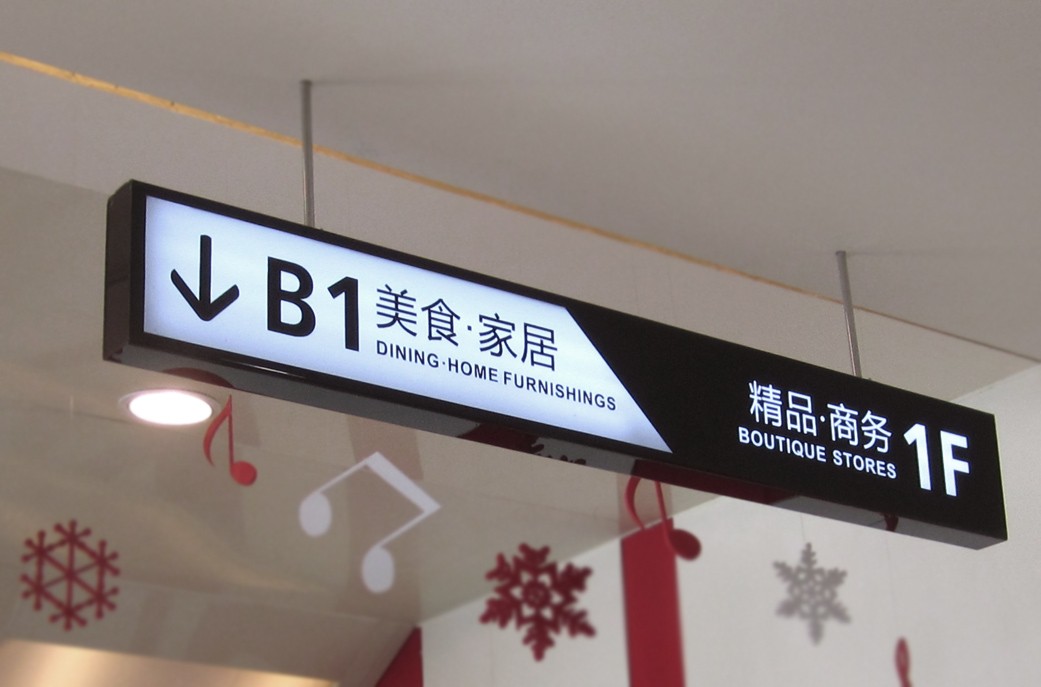 B1 美食·家居
DINING·HOME FURNISHINGS
精品·商务 1F
BOUTIQUE STORES